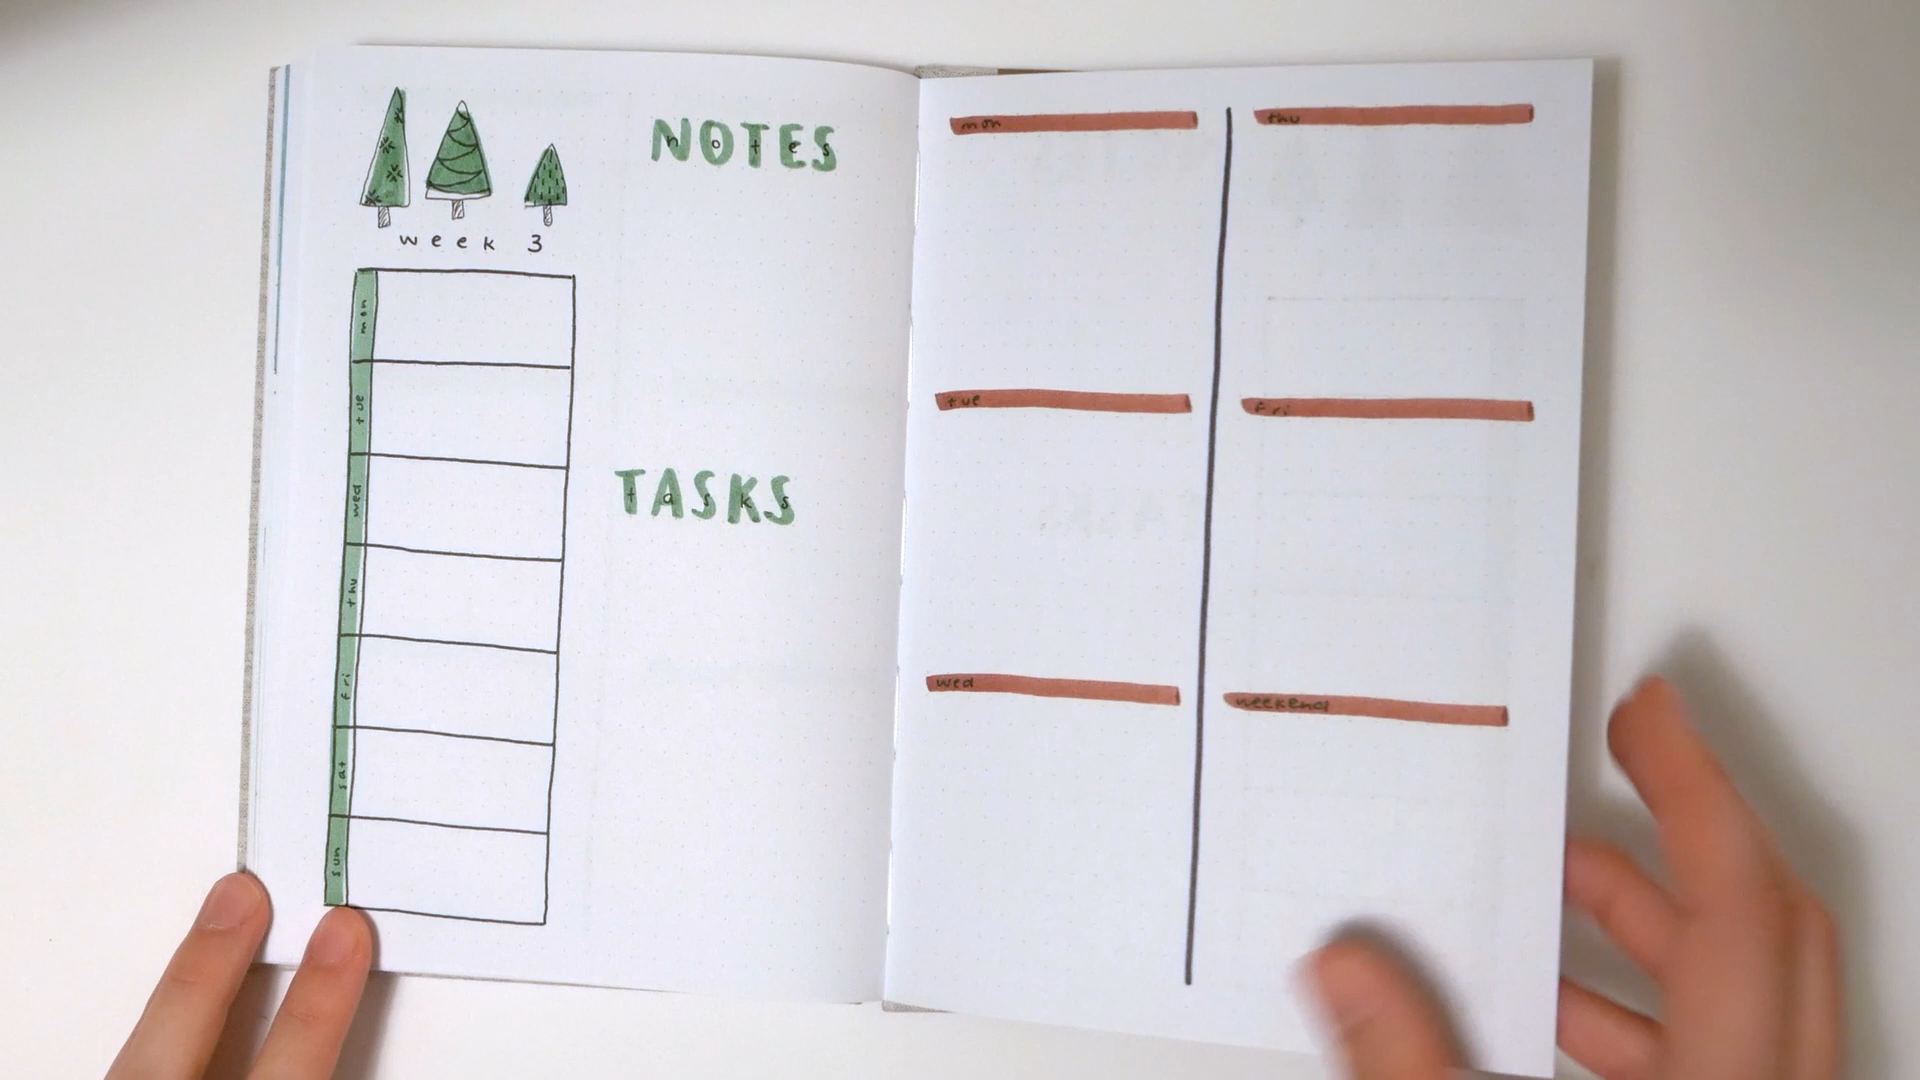 NOTES
notes
week 3
mon
tue
wed
thu
fri
sat
sun
TASKS
tasks
mon
tue
wed
thu
fri
weekend